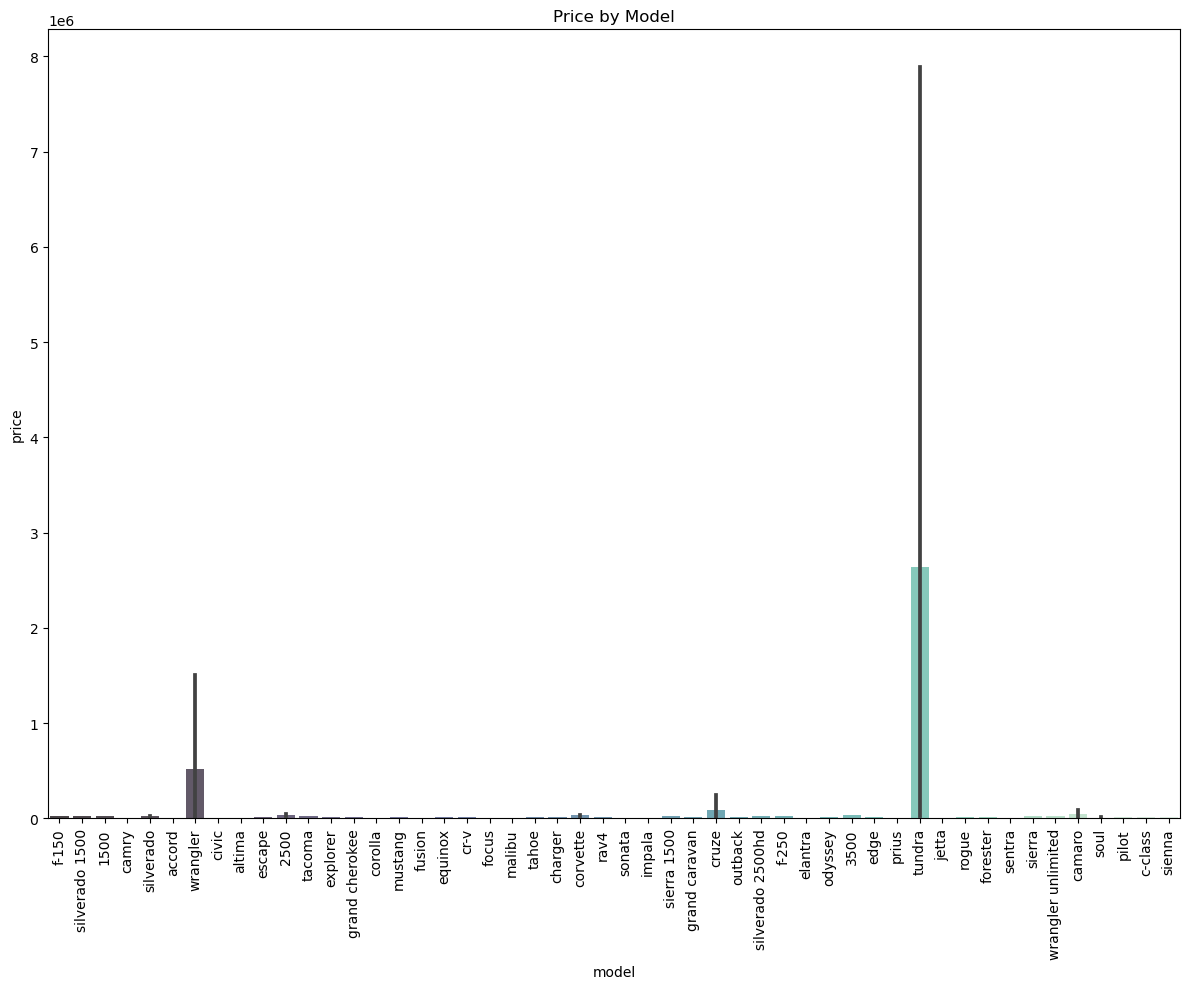 Price by Model
1e6
8
7
6
5
4
3
2
1
0
price
f-150
silverado 1500
1500
camry
silverado
accord
wrangler
civic
altima
escape
2500
tacoma
explorer
grand cherokee
corolla
mustang
fusion
equinox
cr-v
focus
malibu
tahoe
charger
corvette
rav4
sonata
impala
sierra 1500
grand caravan
cruze
outback
silverado 2500hd
f-250
elantra
odyssey
3500
edge
prius
tundra
jetta
rogue
forester
sentra
sierra
wrangler unlimited
camaro
soul
pilot
c-class
sienna
model